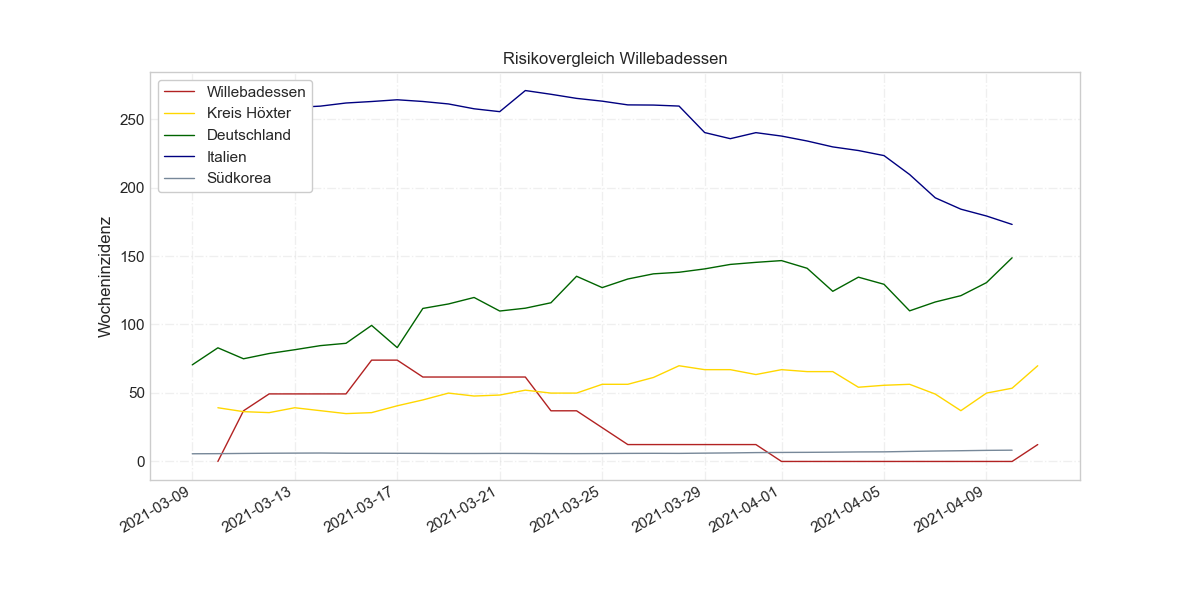 Risikovergleich Willebadessen
Willebadessen
Kreis Höxter
Deutschland
Italien
Südkorea
Wocheninzidenz
250
200
150
100
50
0
2021-03-09
2021-03-13
2021-03-17
2021-03-21
2021-03-25
2021-03-29
2021-04-01
2021-04-05
2021-04-09